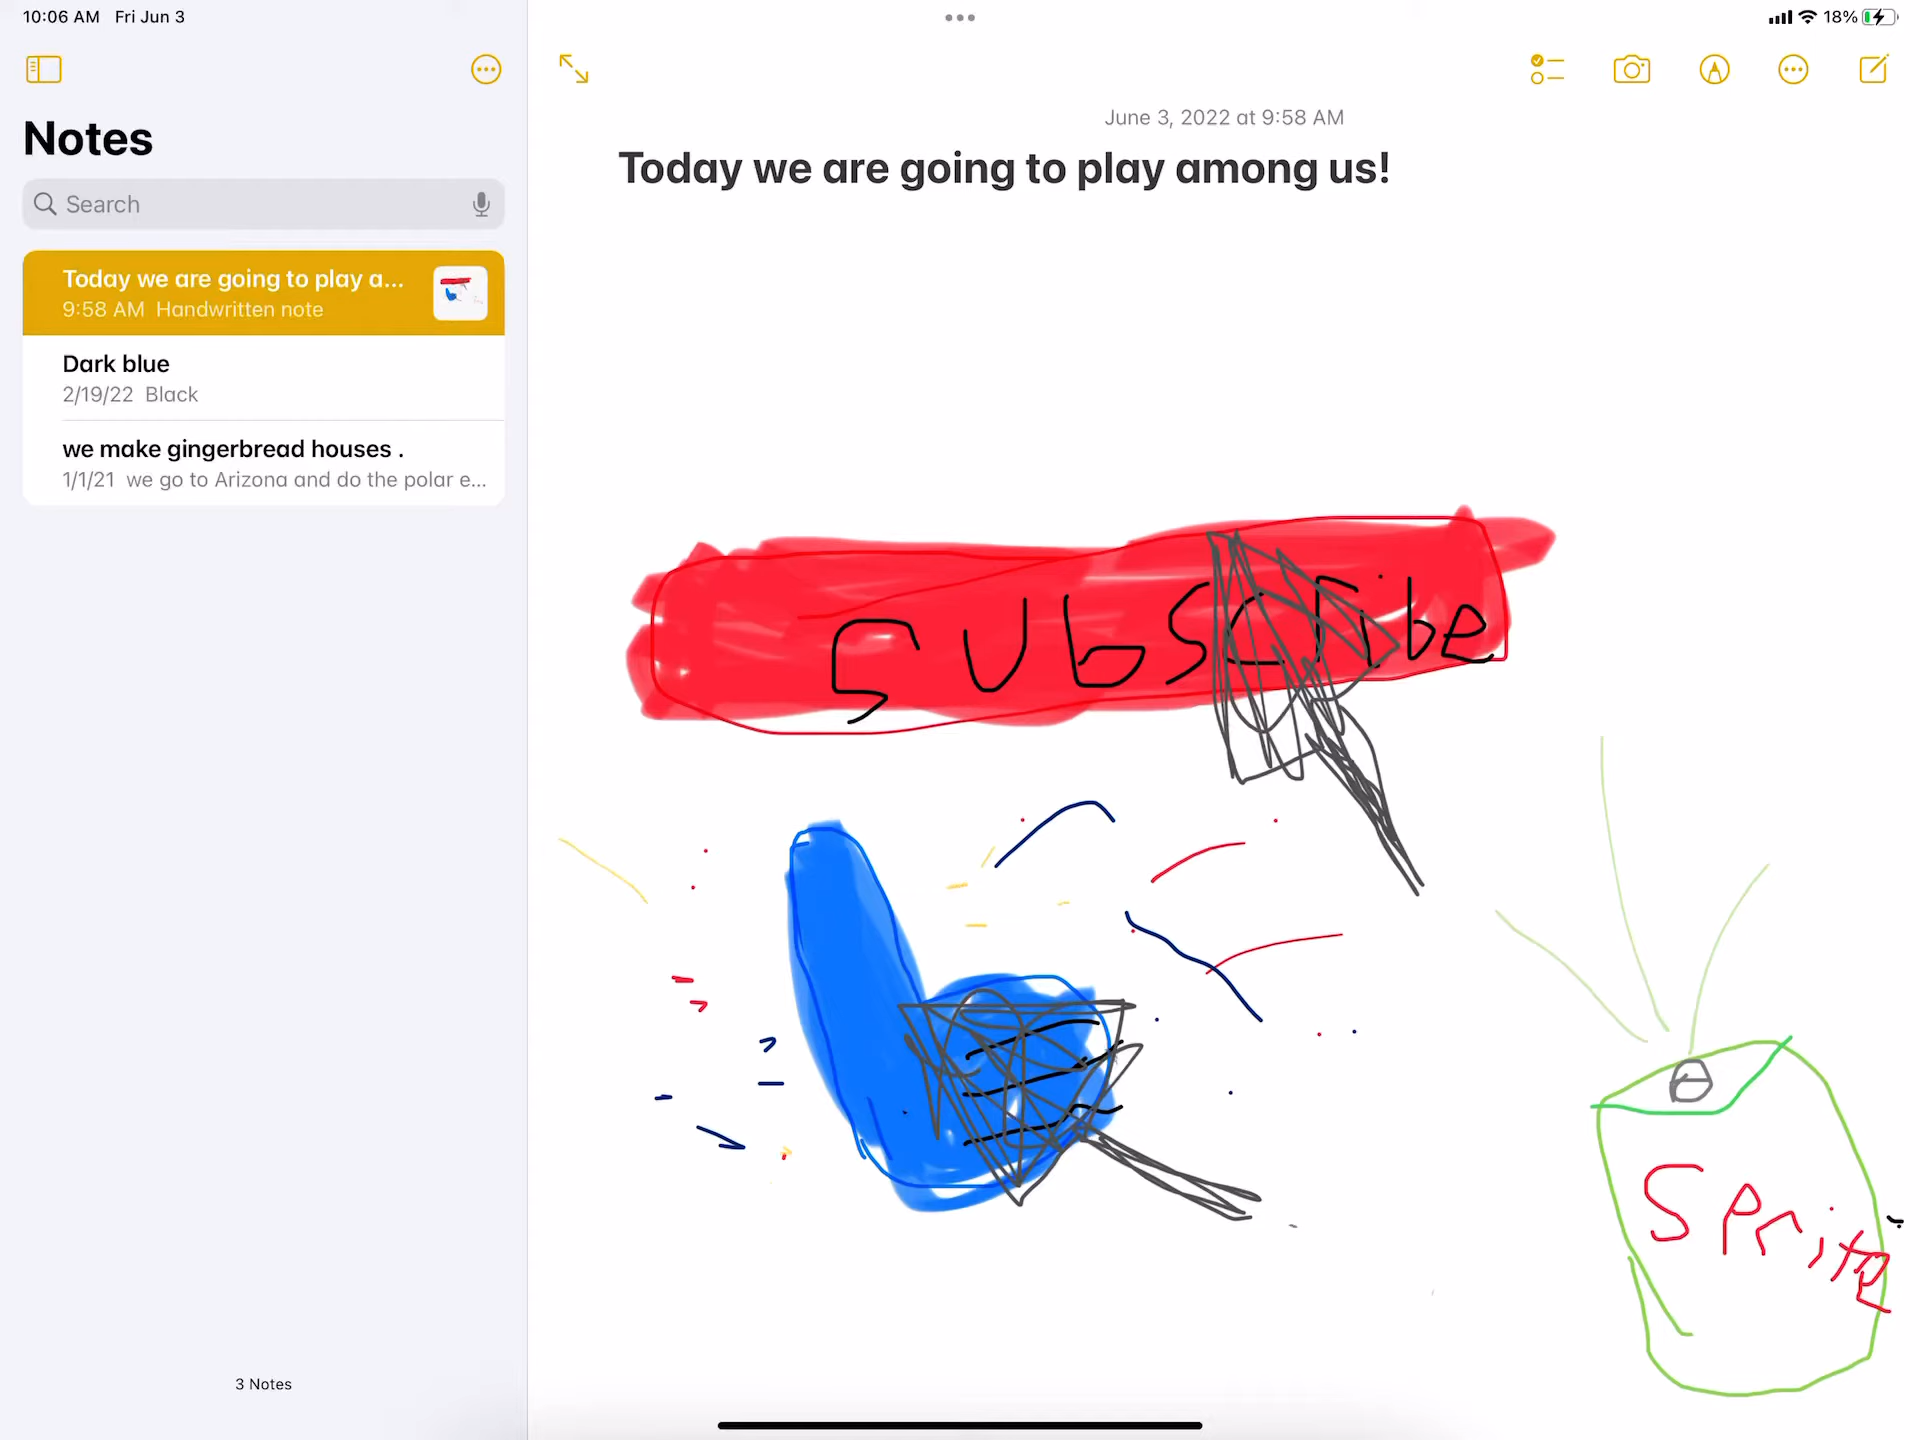 10:06 AM Fri Jun 3
18%
Notes
Search
Today we are going to play a...
9:58 AM Handwritten note
Dark blue
2/19/22 Black
we make gingerbread houses .
1/1/21 we go to Arizona and do the polar e...
3 Notes
June 3, 2022 at 9:58 AM
Today we are going to play among us!
subscribe
Sprite